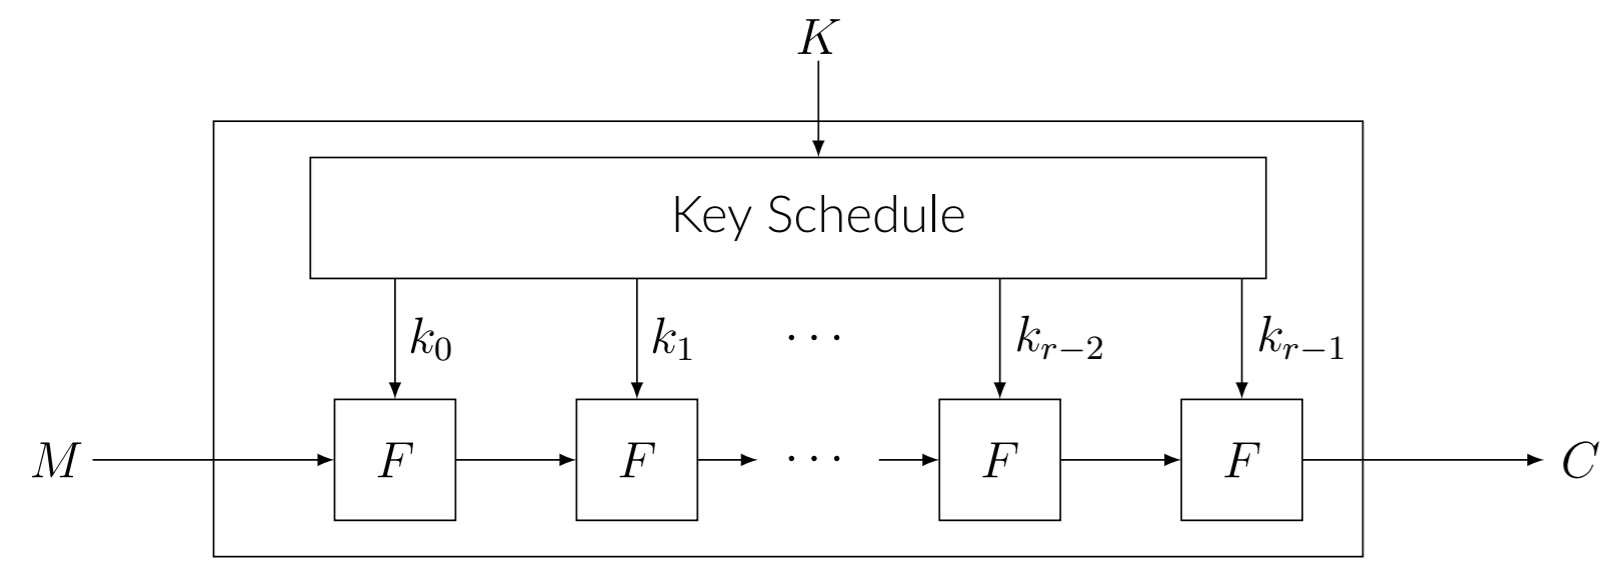 K
Key Schedule
k₀ k₁ ⋯ kᵣ₋₂ kᵣ₋₁
M F F ⋯ F F C